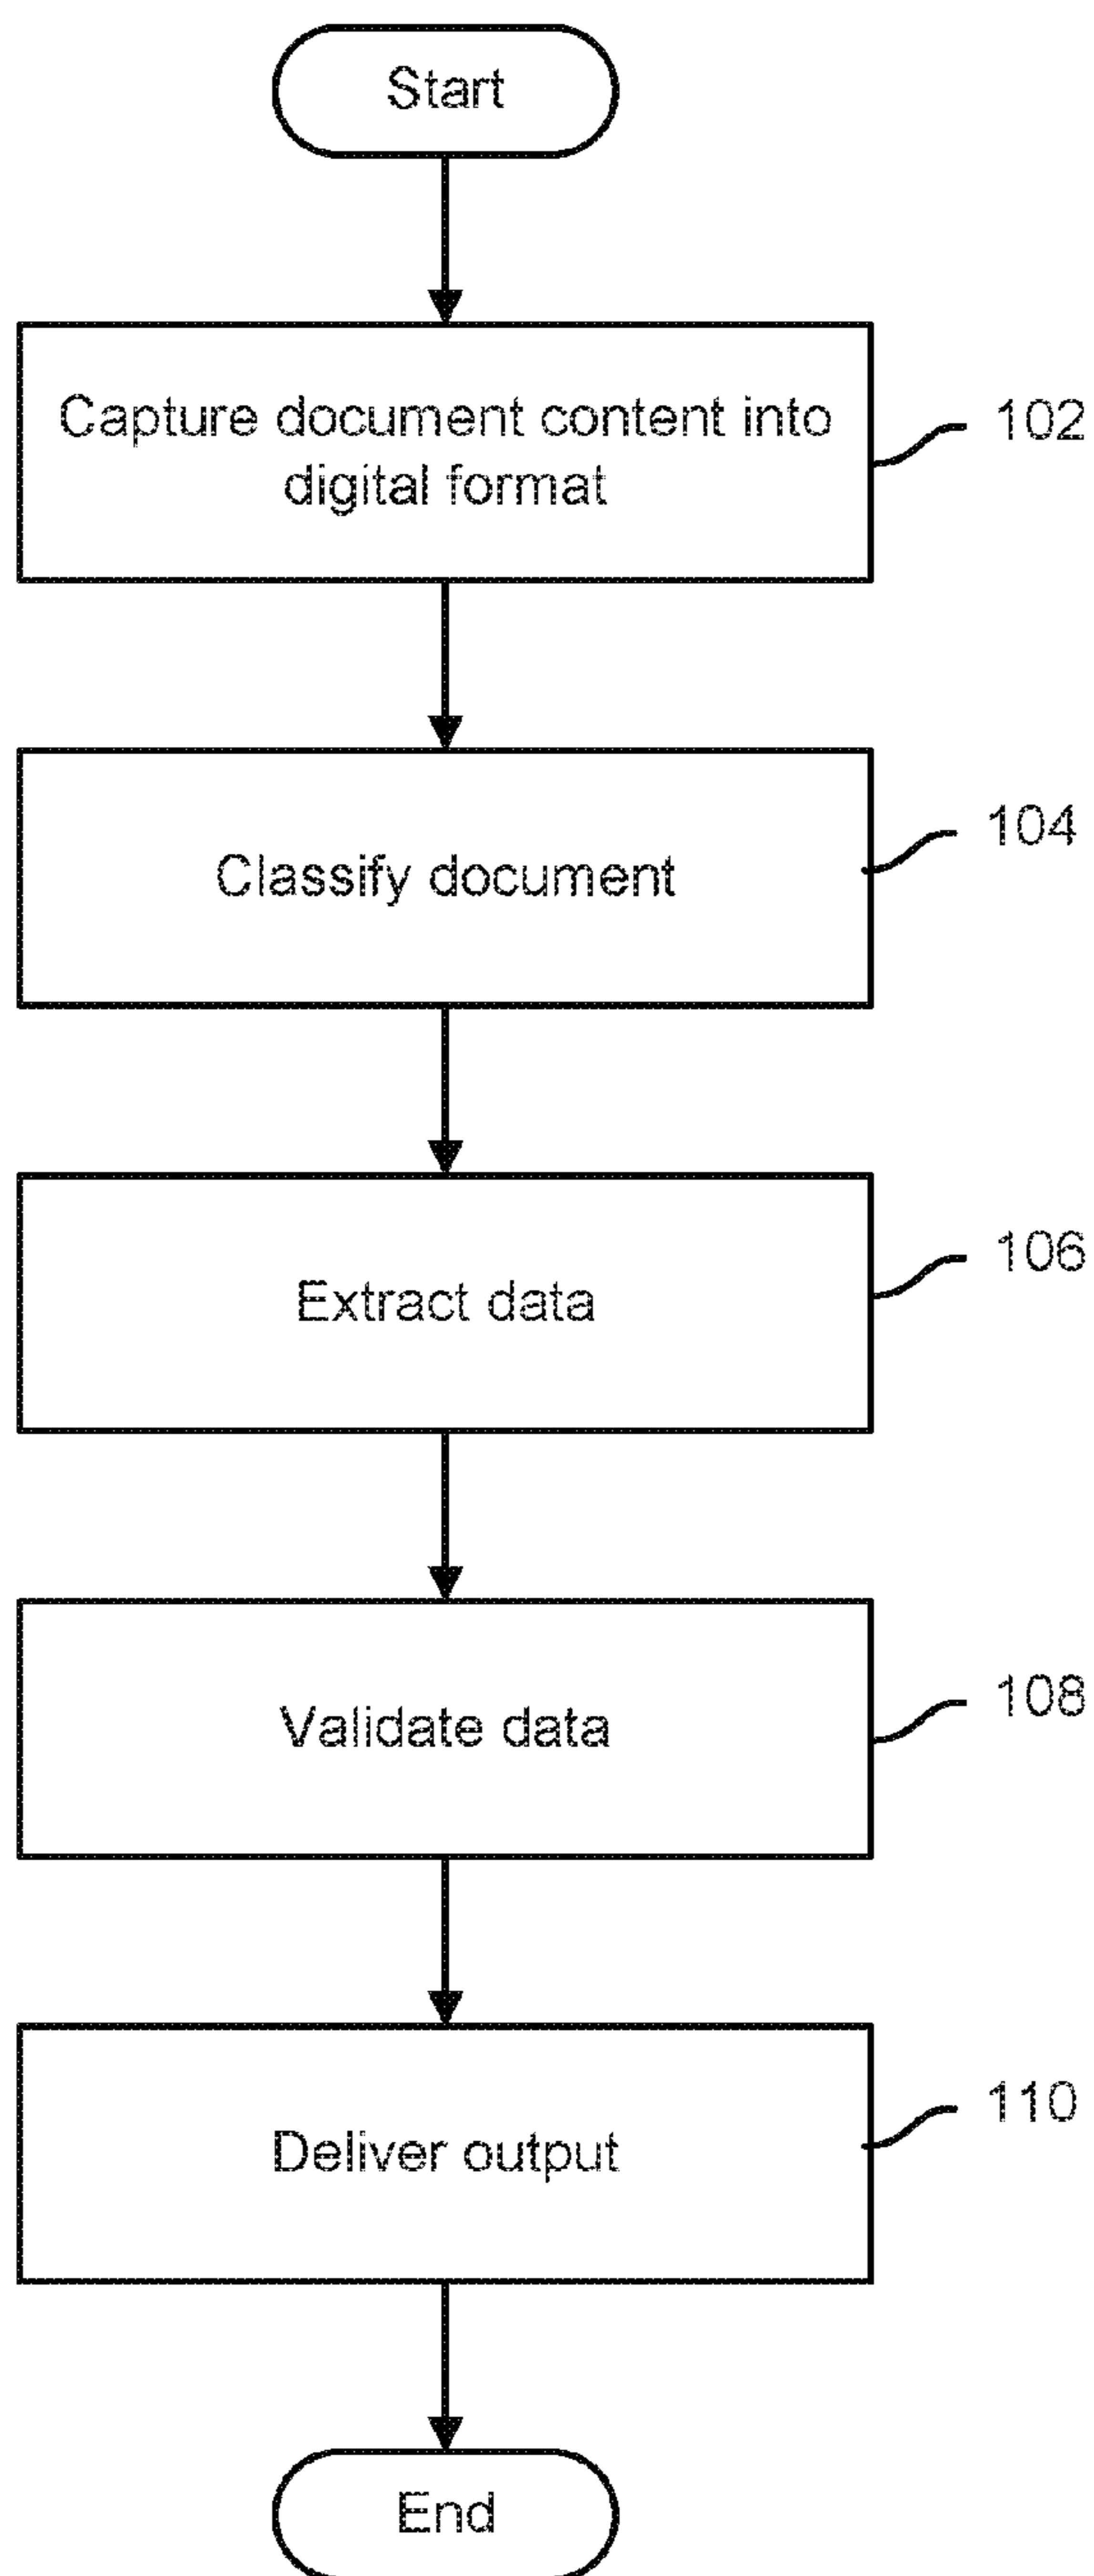 Start
Capture document content into
digital format
102
Classify document
104
Extract data
106
Validate data
108
Deliver output
110
End